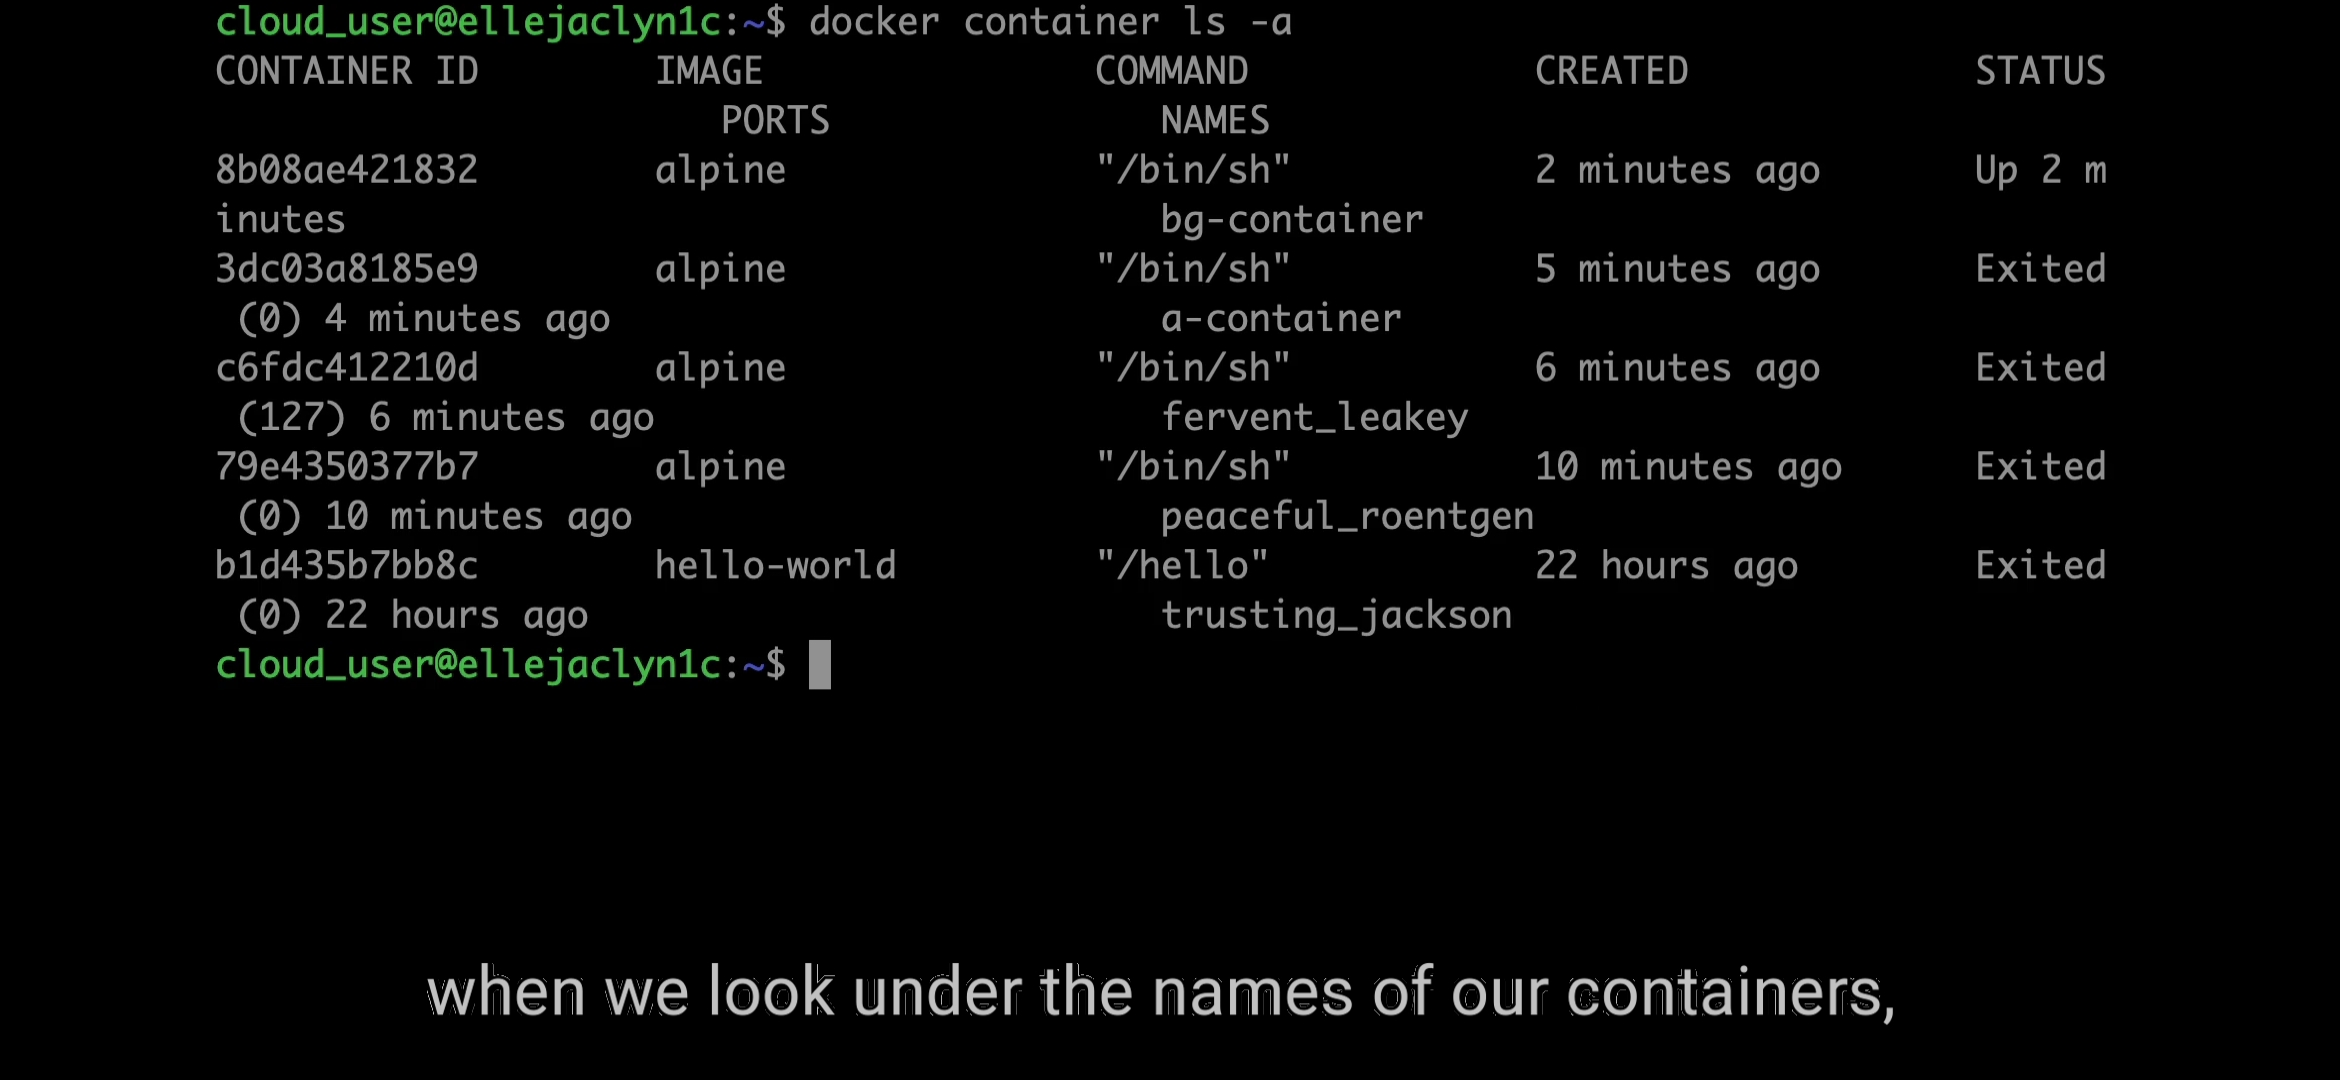 cloud_user@ellejaclyn1c:~$ docker container ls -a
CONTAINER ID        IMAGE               COMMAND             CREATED             STATUS
                       PORTS               NAMES
8b08ae421832        alpine              "/bin/sh"           2 minutes ago       Up 2 m
inutes                                     bg-container
3dc03a8185e9        alpine              "/bin/sh"           5 minutes ago       Exited
 (0) 4 minutes ago                         a-container
c6fdc412210d        alpine              "/bin/sh"           6 minutes ago       Exited
 (127) 6 minutes ago                       fervent_leakey
79e4350377b7        alpine              "/bin/sh"           10 minutes ago      Exited
 (0) 10 minutes ago                        peaceful_roentgen
b1d435b7bb8c        hello-world         "/hello"            22 hours ago        Exited
 (0) 22 hours ago                          trusting_jackson
cloud_user@ellejaclyn1c:~$
when we look under the names of our containers,